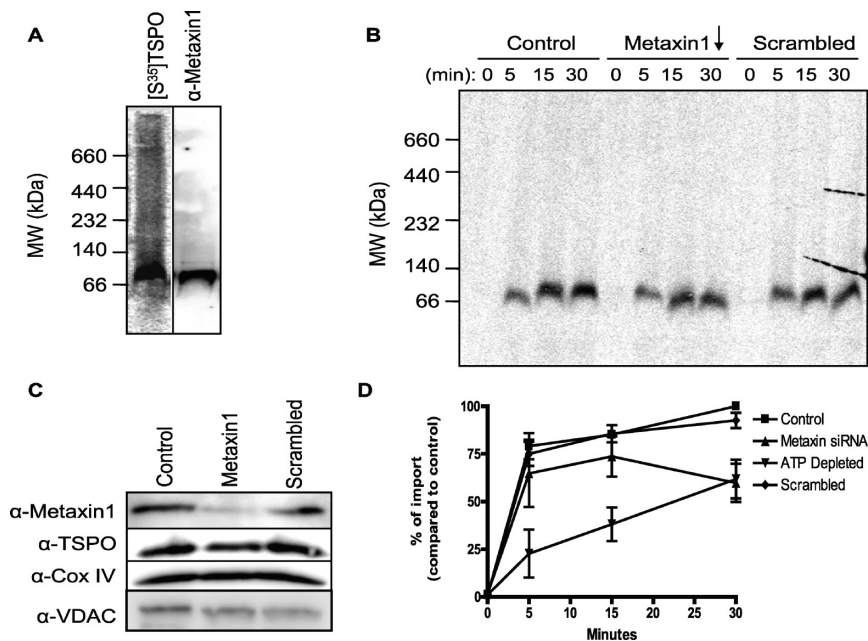 A
[S³⁵]TSPO
α-Metaxin1
MW (kDa)
660
440
232
140
66
B
Control Metaxin1↓ Scrambled
(min): 0 5 15 30 0 5 15 30 0 5 15 30
MW (kDa)
660
440
232
140
66
C
Control
Metaxin1
Scrambled
α-Metaxin1
α-TSPO
α-Cox IV
α-VDAC
D
% of import
(compared to control)
100
75
50
25
0
0 5 10 15 20 25 30
Minutes
Control
Metaxin siRNA
ATP Depleted
Scrambled